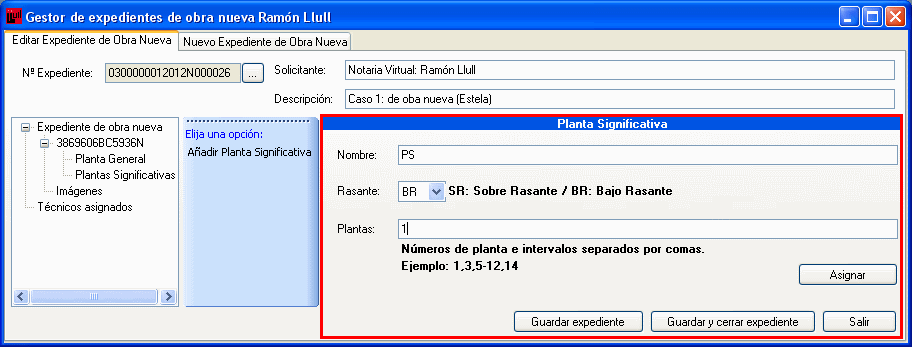 Gestor de expedientes de obra nueva Ramón Llull
Editar Expediente de Obra Nueva
Nuevo Expediente de Obra Nueva
Nº Expediente:
0300000012012N000026
...
Solicitante:
Notaria Virtual: Ramón Llull
Descripción:
Caso 1: de oba nueva (Estela)
Expediente de obra nueva
3869606BC5936N
Planta General
Plantas Significativas
Imágenes
Técnicos asignados
Elija una opción:
Añadir Planta Significativa
Planta Significativa
Nombre:
PS
Rasante:
BR
SR: Sobre Rasante / BR: Bajo Rasante
Plantas:
1
Números de planta e intervalos separados por comas.
Ejemplo: 1,3,5-12,14
Asignar
Guardar expediente
Guardar y cerrar expediente
Salir